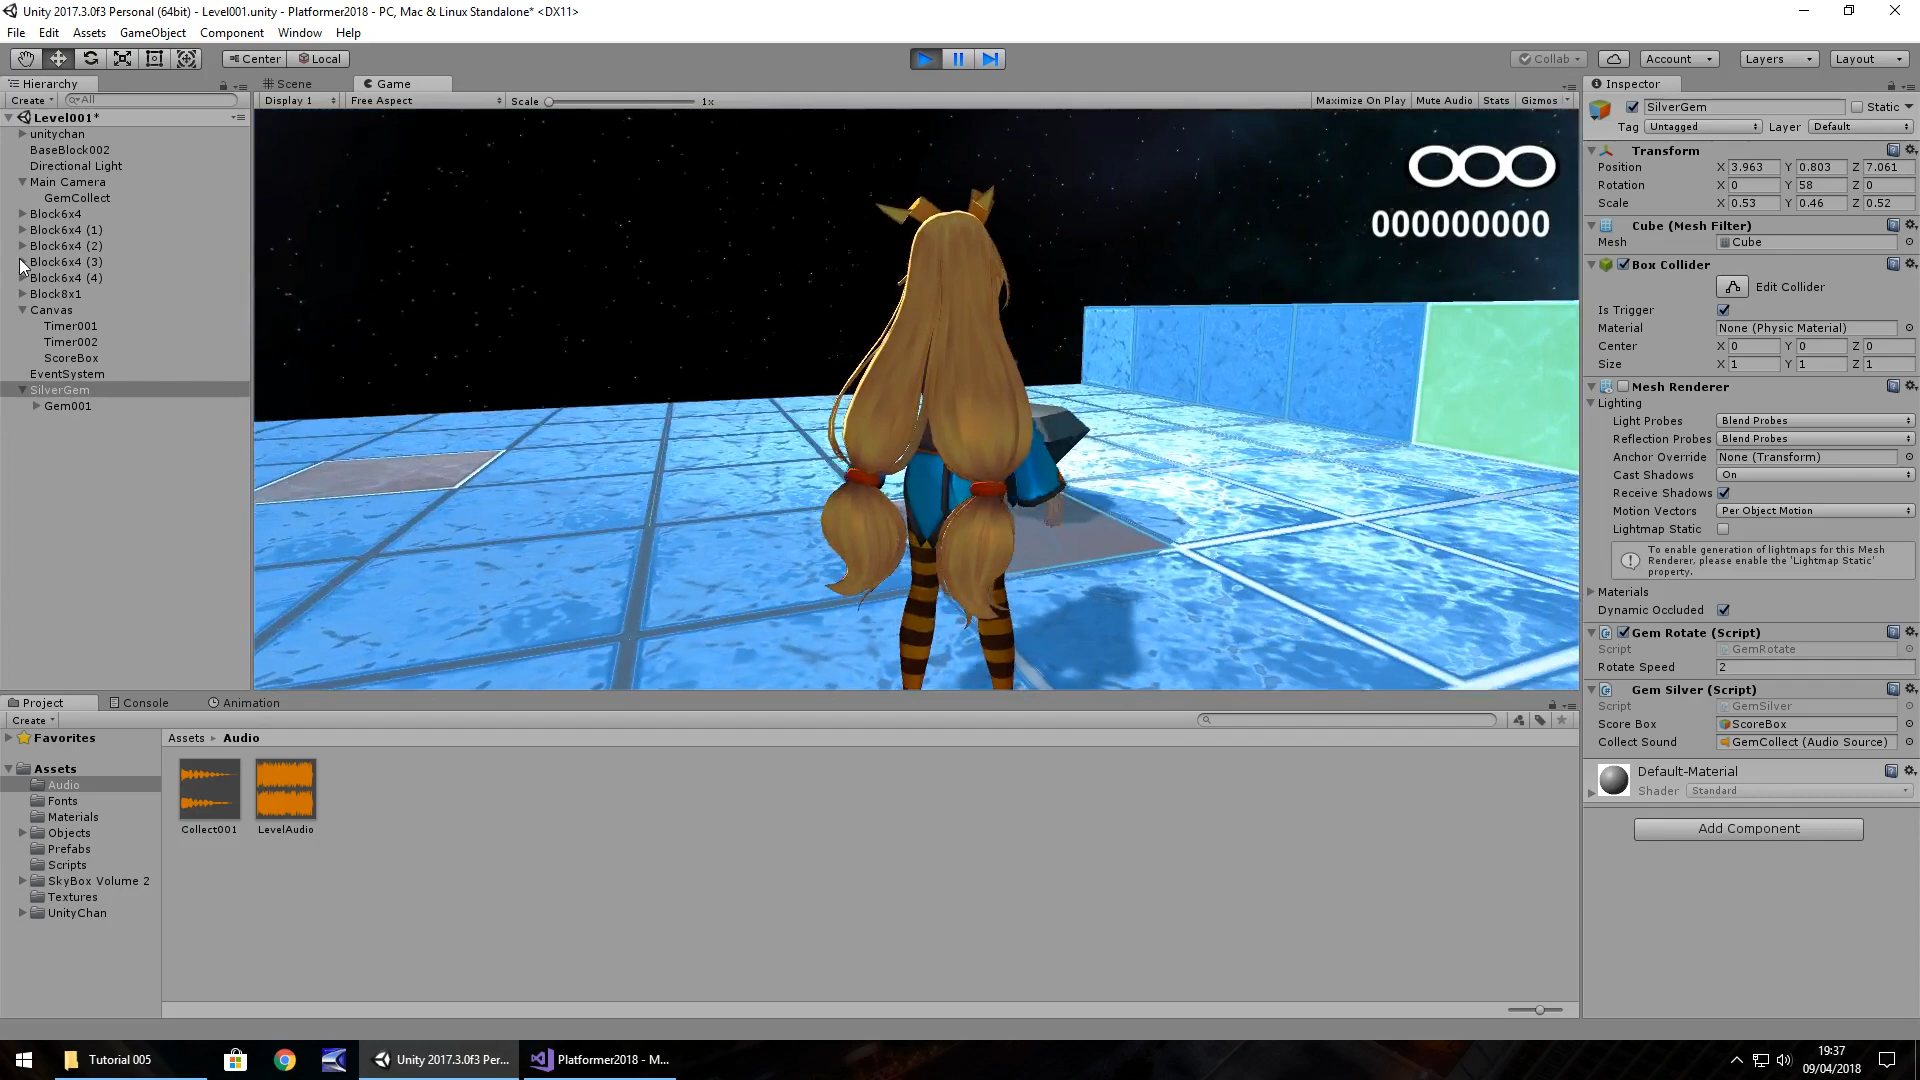 Unity 2017.3.0f3 Personal (64bit) - Level001.unity - Platformer2018 - PC, Mac & Linux Standalone* <DX11>
File Edit Assets GameObject Component Window Help
Center Local Collab Account Layers Layout
Hierarchy
Create All
Level001*
unitychan
BaseBlock002
Directional Light
Main Camera
GemCollect
Block6x4
Block6x4 (1)
Block6x4 (2)
Block6x4 (3)
Block6x4 (4)
Block8x1
Canvas
Timer001
Timer002
ScoreBox
EventSystem
SilverGem
Gem001
Scene Game
Display 1 Free Aspect Scale 1x Maximize On Play Mute Audio Stats Gizmos
000000000
Inspector
SilverGem Static
Tag Untagged Layer Default
Transform
Position X 3.963 Y 0.803 Z 7.061
Rotation X 0 Y 58 Z 0
Scale X 0.53 Y 0.46 Z 0.52
Cube (Mesh Filter)
Mesh Cube
Box Collider
Edit Collider
Is Trigger
Material None (Physic Material)
Center X 0 Y 0 Z 0
Size X 1 Y 1 Z 1
Mesh Renderer
Lighting
Light Probes Blend Probes
Reflection Probes Blend Probes
Anchor Override None (Transform)
Cast Shadows On
Receive Shadows
Motion Vectors Per Object Motion
Lightmap Static
To enable generation of lightmaps for this Mesh
Renderer, please enable the 'Lightmap Static'
property.
Materials
Dynamic Occluded
Gem Rotate (Script)
Script GemRotate
Rotate Speed 2
Gem Silver (Script)
Script GemSilver
Score Box ScoreBox
Collect Sound GemCollect (Audio Source)
Default-Material
Shader Standard
Add Component
Project Console Animation
Create
Favorites
Assets
Audio
Fonts
Materials
Objects
Prefabs
Scripts
SkyBox Volume 2
Textures
UnityChan
Assets Audio
Collect001 LevelAudio
Tutorial 005 Unity 2017.3.0f3 Per... Platformer2018 - M...
19:37
09/04/2018